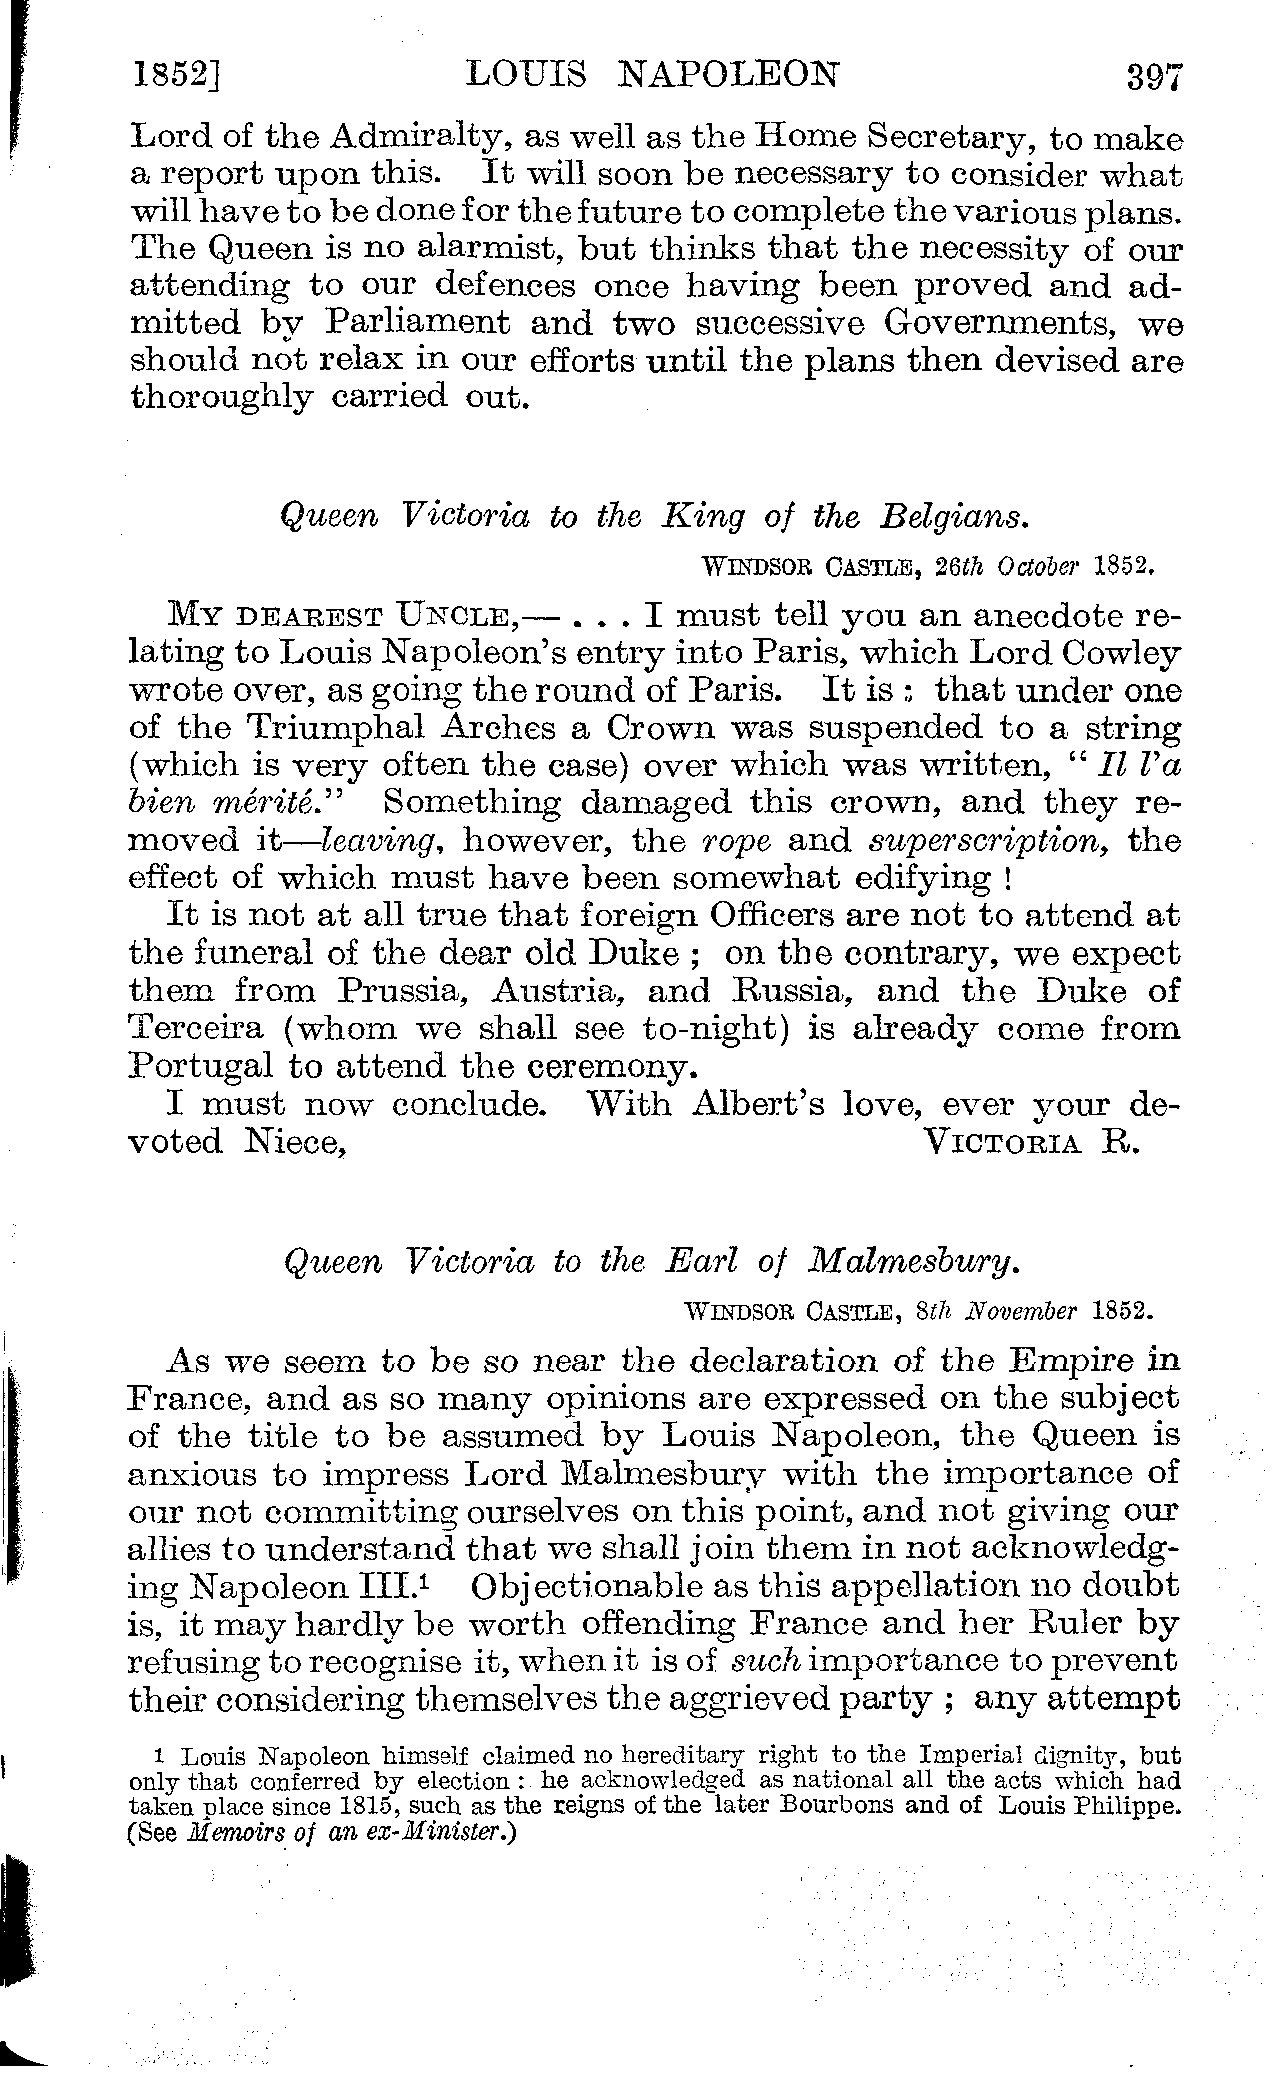 1852] LOUIS NAPOLEON 397
Lord of the Admiralty, as well as the Home Secretary, to make
a report upon this. It will soon be necessary to consider what
will have to be done for the future to complete the various plans.
The Queen is no alarmist, but thinks that the necessity of our
attending to our defences once having been proved and ad-
mitted by Parliament and two successive Governments, we
should not relax in our efforts until the plans then devised are
thoroughly carried out.
Queen Victoria to the King of the Belgians.
WINDSOR CASTLE, 26th October 1852.
MY DEAREST UNCLE,— . . . I must tell you an anecdote re-
lating to Louis Napoleon's entry into Paris, which Lord Cowley
wrote over, as going the round of Paris. It is : that under one
of the Triumphal Arches a Crown was suspended to a string
(which is very often the case) over which was written, "Il l'a
bien mérité." Something damaged this crown, and they re-
moved it—leaving, however, the rope and superscription, the
effect of which must have been somewhat edifying !
It is not at all true that foreign Officers are not to attend at
the funeral of the dear old Duke ; on the contrary, we expect
them from Prussia, Austria, and Russia, and the Duke of
Terceira (whom we shall see to-night) is already come from
Portugal to attend the ceremony.
I must now conclude. With Albert's love, ever your de-
voted Niece, VICTORIA R.
Queen Victoria to the Earl of Malmesbury.
WINDSOR CASTLE, 8th November 1852.
As we seem to be so near the declaration of the Empire in
France, and as so many opinions are expressed on the subject
of the title to be assumed by Louis Napoleon, the Queen is
anxious to impress Lord Malmesbury with the importance of
our not committing ourselves on this point, and not giving our
allies to understand that we shall join them in not acknowledg-
ing Napoleon III.¹ Objectionable as this appellation no doubt
is, it may hardly be worth offending France and her Ruler by
refusing to recognise it, when it is of such importance to prevent
their considering themselves the aggrieved party ; any attempt
1 Louis Napoleon himself claimed no hereditary right to the Imperial dignity, but
only that conferred by election : he acknowledged as national all the acts which had
taken place since 1815, such as the reigns of the later Bourbons and of Louis Philippe.
(See Memoirs of an ex-Minister.)